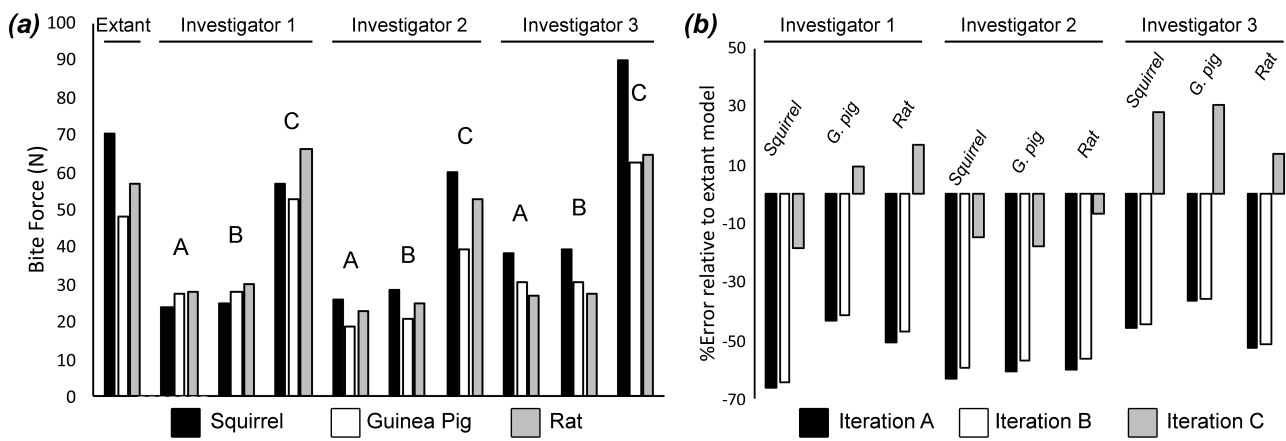 (a)
Extant Investigator 1 Investigator 2 Investigator 3
Bite Force (N)
100
90
80
70
60
50
40
30
20
10
0
A
B
C
A
B
C
A
B
C
Squirrel Guinea Pig Rat
(b)
Investigator 1 Investigator 2 Investigator 3
%Error relative to extant model
50
30
10
-10
-30
-50
-70
Squirrel
G. pig
Rat
Squirrel
G. pig
Rat
Squirrel
G. pig
Rat
Iteration A Iteration B Iteration C